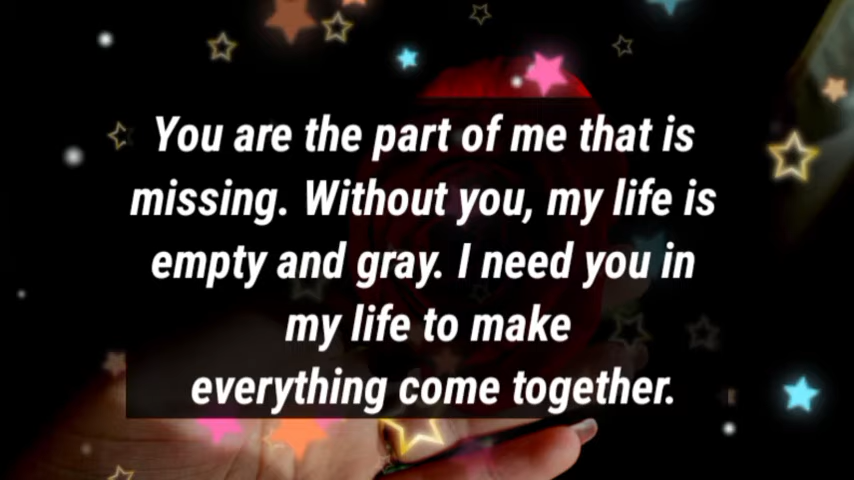 You are the part of me that is
missing. Without you, my life is
empty and gray. I need you in
my life to make
everything come together.